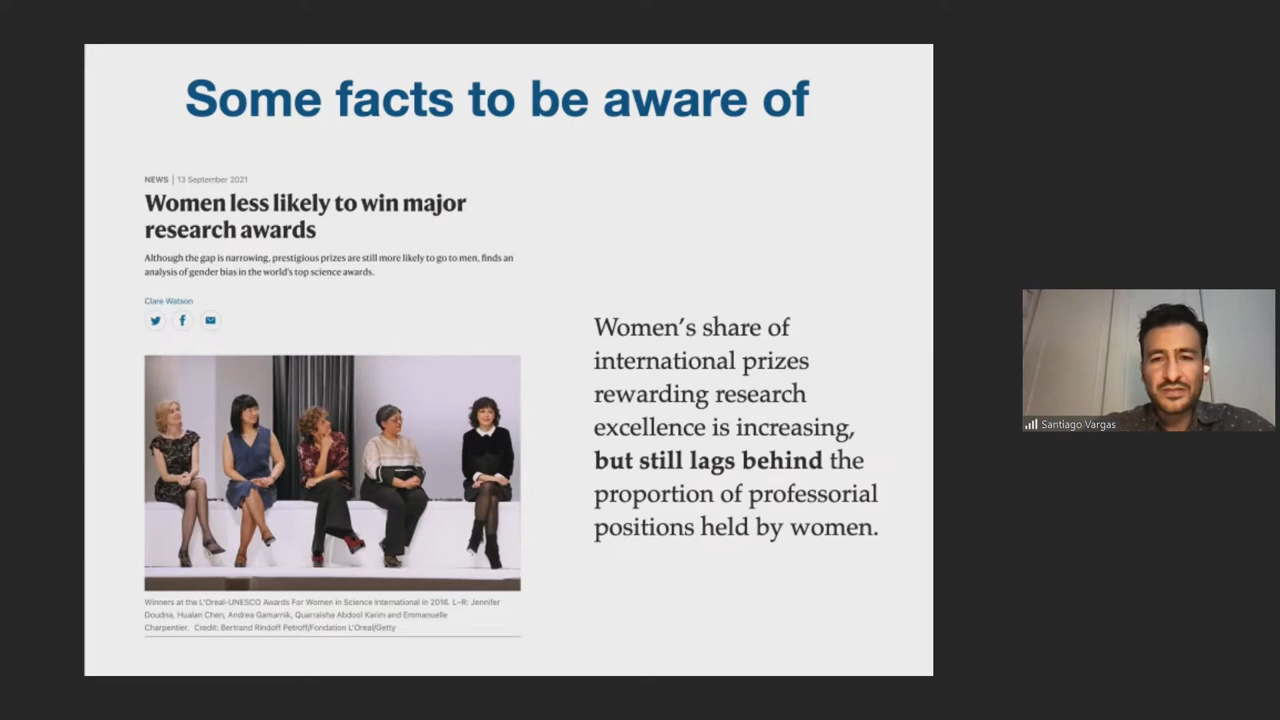 Some facts to be aware of
NEWS | 13 September 2021
Women less likely to win major
research awards
Although the gap is narrowing, prestigious prizes are still more likely to go to men, finds an
analysis of gender bias in the world's top science awards.
Clare Watson
Winners at the L'Oreal-UNESCO Awards For Women in Science International in 2016. L–R: Jennifer
Doudna, Hualan Chen, Andrea Gamarnik, Quarraisha Abdool Karim and Emmanuelle
Charpentier. Credit: Bertrand Rindoff Petroff/Fondation L'Oreal/Getty
Women's share of
international prizes
rewarding research
excellence is increasing,
but still lags behind the
proportion of professorial
positions held by women.
Santiago Vargas